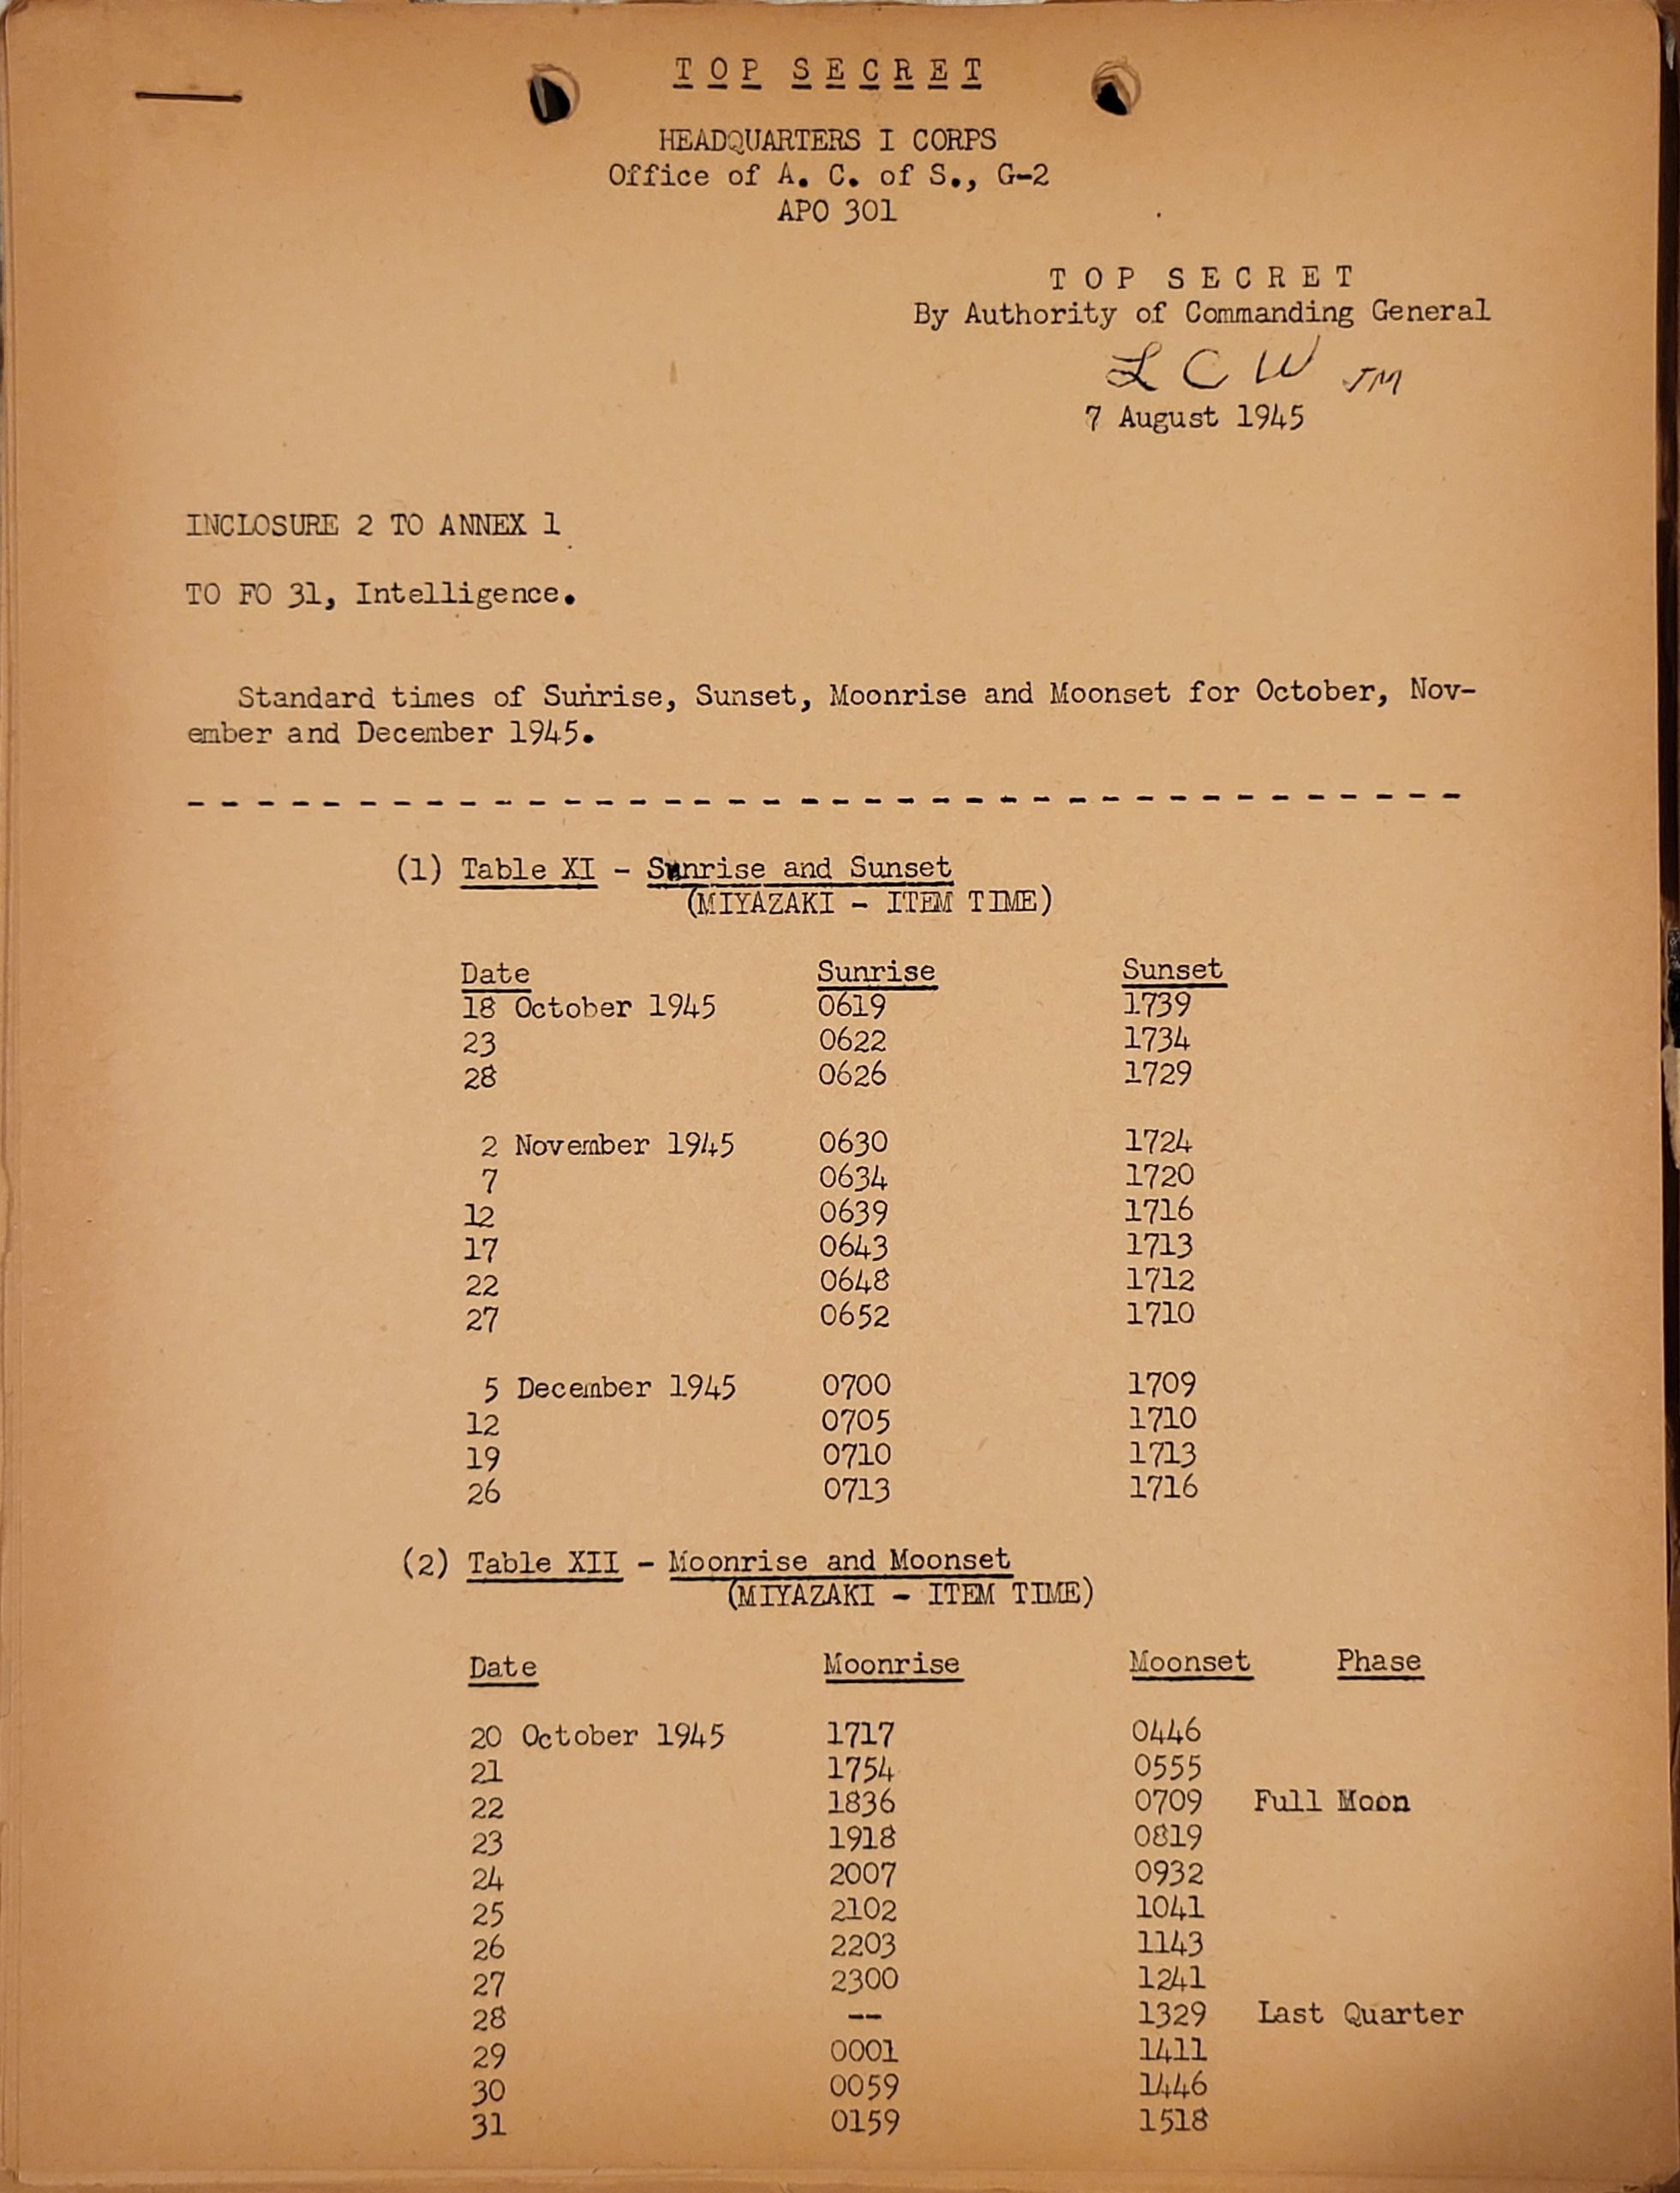 TOP SECRET
HEADQUARTERS I CORPS
Office of A. C. of S., G-2
APO 301
TOP SECRET
By Authority of Commanding General
LCW JM
7 August 1945
INCLOSURE 2 TO ANNEX 1
TO FO 31, Intelligence.
Standard times of Sunrise, Sunset, Moonrise and Moonset for October, Nov-
ember and December 1945.
(1) Table XI - Sunrise and Sunset
(MIYAZAKI - ITEM TIME)
Date Sunrise Sunset
18 October 1945 0619 1739
23 0622 1734
28 0626 1729
2 November 1945 0630 1724
7 0634 1720
12 0639 1716
17 0643 1713
22 0648 1712
27 0652 1710
5 December 1945 0700 1709
12 0705 1710
19 0710 1713
26 0713 1716
(2) Table XII - Moonrise and Moonset
(MIYAZAKI - ITEM TIME)
Date Moonrise Moonset Phase
20 October 1945 1717 0446
21 1754 0555
22 1836 0709 Full Moon
23 1918 0819
24 2007 0932
25 2102 1041
26 2203 1143
27 2300 1241
28 -- 1329 Last Quarter
29 0001 1411
30 0059 1446
31 0159 1518